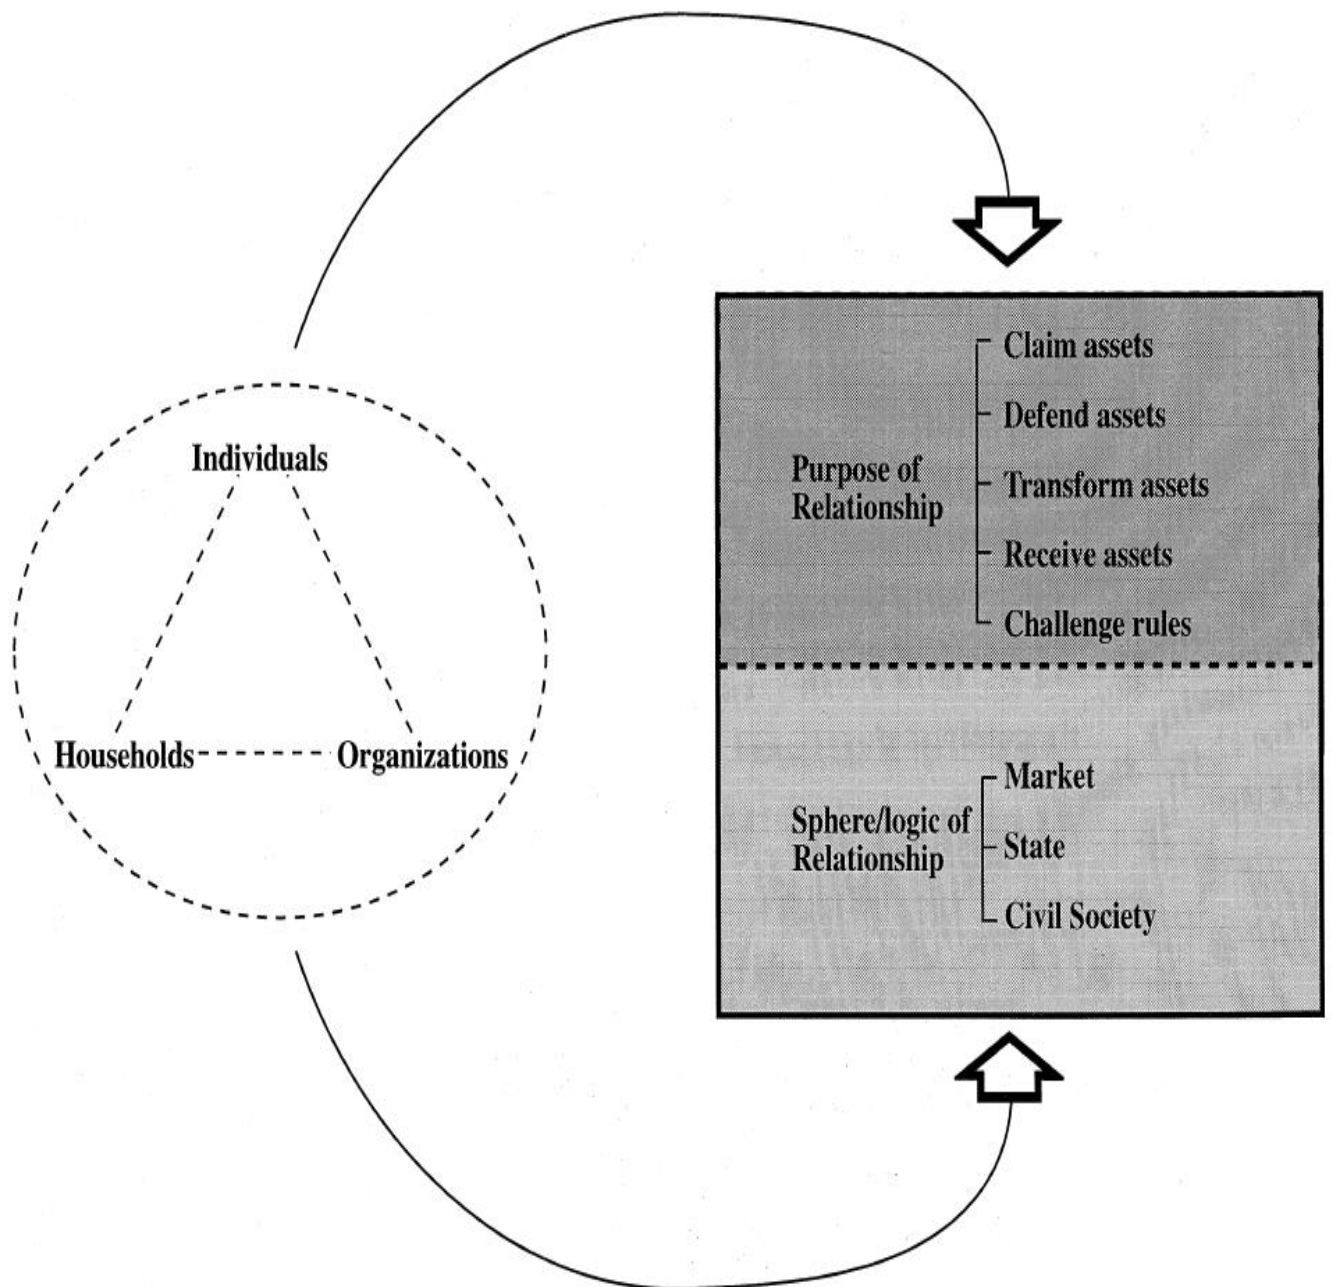 Individuals
Households
Organizations
Purpose of
Relationship
Claim assets
Defend assets
Transform assets
Receive assets
Challenge rules
Sphere/logic of
Relationship
Market
State
Civil Society